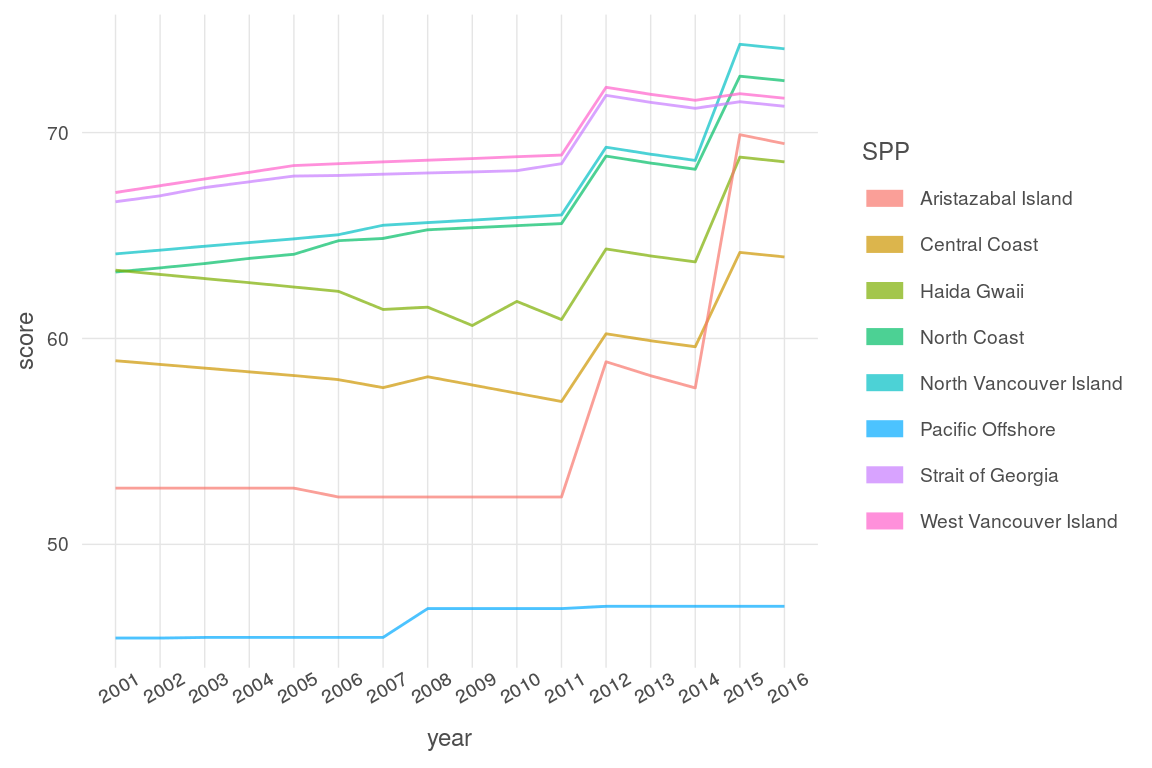 score
70
60
50
2001 2002 2003 2004 2005 2006 2007 2008 2009 2010 2011 2012 2013 2014 2015 2016
year
SPP
Aristazabal Island
Central Coast
Haida Gwaii
North Coast
North Vancouver Island
Pacific Offshore
Strait of Georgia
West Vancouver Island